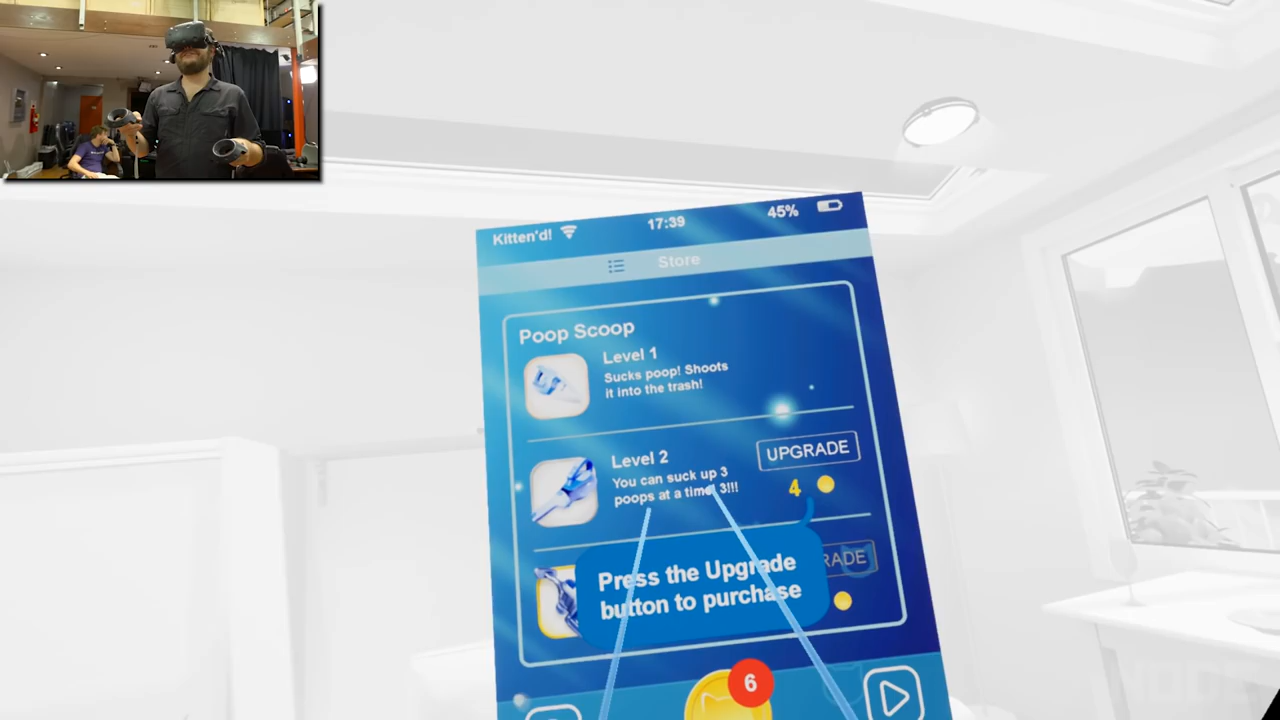 Kitten'd!
17:39
45%
Store
Poop Scoop
Level 1
Sucks poop! Shoots
it into the trash!
Level 2
You can suck up 3
poops at a time 3!!!
UPGRADE
4
Press the Upgrade
button to purchase
RADE
6